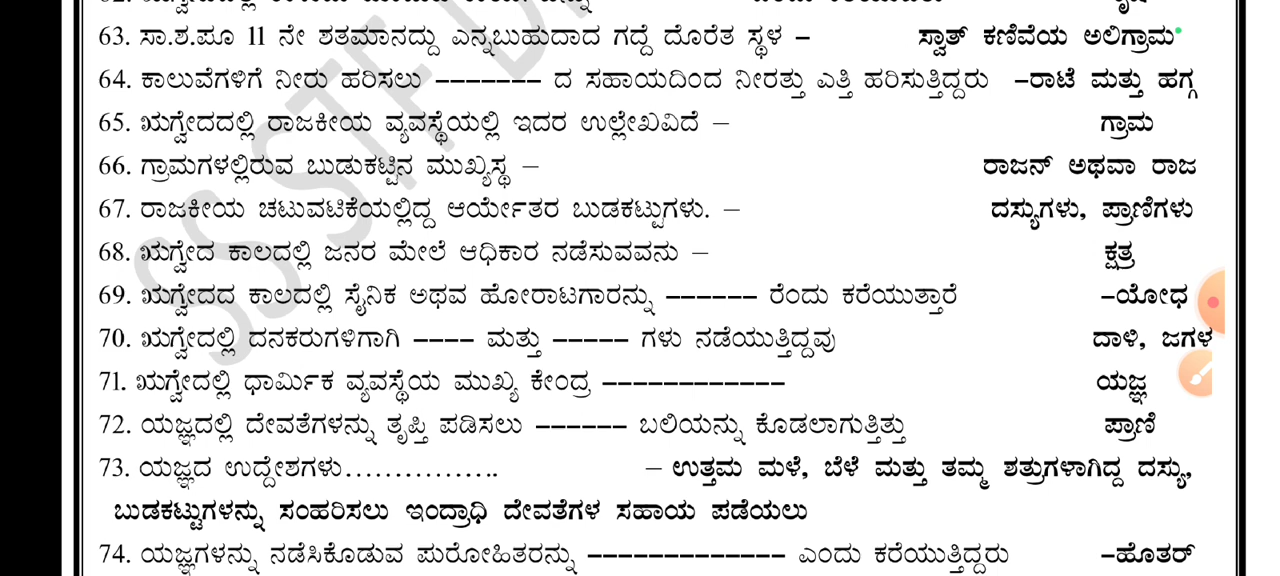 63. ಸಾ.ಶ.ಪೂ 11 ನೇ ಶತಮಾನದ್ದು ಎನ್ನಬುಹುದಾದ ಗದ್ದೆ ದೊರೆತ ಸ್ಥಳ – ಸ್ವಾತ್ ಕಣಿವೆಯ ಅಲಿಗ್ರಾಮ
64. ಕಾಲುವೆಗಳಿಗೆ ನೀರು ಹರಿಸಲು ------- ದ ಸಹಾಯದಿಂದ ನೀರತ್ತು ಎತ್ತಿ ಹರಿಸುತ್ತಿದ್ದರು –ರಾಟೆ ಮತ್ತು ಹಗ್ಗ
65. ಋಗ್ವೇದದಲ್ಲಿ ರಾಜಕೀಯ ವ್ಯವಸ್ಥೆಯಲ್ಲಿ ಇದರ ಉಲ್ಲೇಖವಿದೆ – ಗ್ರಾಮ
66. ಗ್ರಾಮಗಳಲ್ಲಿರುವ ಬುಡುಕಟ್ಟಿನ ಮುಖ್ಯಸ್ಥ – ರಾಜನ್ ಅಥವಾ ರಾಜ
67. ರಾಜಕೀಯ ಚಟುವಟಿಕೆಯಲ್ಲಿದ್ದ ಆರ್ಯೇತರ ಬುಡಕಟ್ಟುಗಳು. – ದಸ್ಯುಗಳು, ಪ್ರಾಣಿಗಳು
68. ಋಗ್ವೇದ ಕಾಲದಲ್ಲಿ ಜನರ ಮೇಲೆ ಆಧಿಕಾರ ನಡೆಸುವವನು – ಕ್ಷತ್ರ
69. ಋಗ್ವೇದದ ಕಾಲದಲ್ಲಿ ಸೈನಿಕ ಅಥವ ಹೋರಾಟಗಾರನ್ನು ------ ರೆಂದು ಕರೆಯುತ್ತಾರೆ –ಯೋಧ
70. ಋಗ್ವೇದಲ್ಲಿ ದನಕರುಗಳಿಗಾಗಿ ---- ಮತ್ತು ----- ಗಳು ನಡೆಯುತ್ತಿದ್ದವು ದಾಳಿ, ಜಗಳ
71. ಋಗ್ವೇದಲ್ಲಿ ಧಾರ್ಮಿಕ ವ್ಯವಸ್ಥೆಯ ಮುಖ್ಯ ಕೇಂದ್ರ ------------ ಯಜ್ಞ
72. ಯಜ್ಞದಲ್ಲಿ ದೇವತೆಗಳನ್ನು ತೃಪ್ತಿ ಪಡಿಸಲು ------ ಬಲಿಯನ್ನು ಕೊಡಲಾಗುತ್ತಿತ್ತು ಪ್ರಾಣಿ
73. ಯಜ್ಞದ ಉದ್ದೇಶಗಳು................ – ಉತ್ತಮ ಮಳೆ, ಬೆಳೆ ಮತ್ತು ತಮ್ಮ ಶತ್ರುಗಳಾಗಿದ್ದ ದಸ್ಯು,
ಬುಡಕಟ್ಟುಗಳನ್ನು ಸಂಹರಿಸಲು ಇಂದ್ರಾಧಿ ದೇವತೆಗಳ ಸಹಾಯ ಪಡೆಯಲು
74. ಯಜ್ಞಗಳನ್ನು ನಡೆಸಿಕೊಡುವ ಪುರೋಹಿತರನ್ನು ------------- ಎಂದು ಕರೆಯುತ್ತಿದ್ದರು –ಹೊತರ್